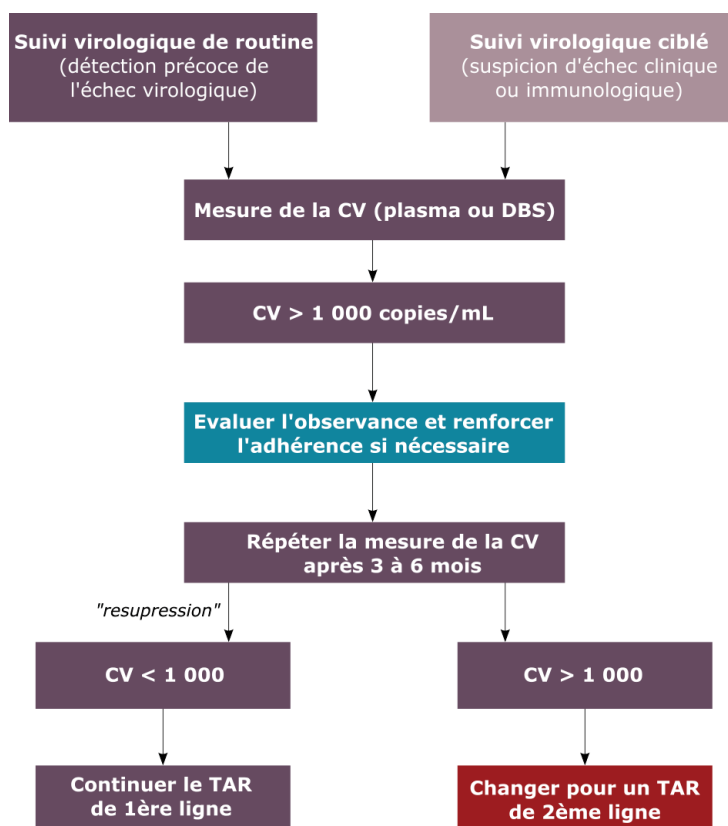 Suivi virologique de routine
(détection précoce de
l'échec virologique)
Suivi virologique ciblé
(suspicion d'échec clinique
ou immunologique)
Mesure de la CV (plasma ou DBS)
CV > 1 000 copies/mL
Evaluer l'observance et renforcer
l'adhérence si nécessaire
Répéter la mesure de la CV
après 3 à 6 mois
"resupression"
CV < 1 000
CV > 1 000
Continuer le TAR
de 1ère ligne
Changer pour un TAR
de 2ème ligne